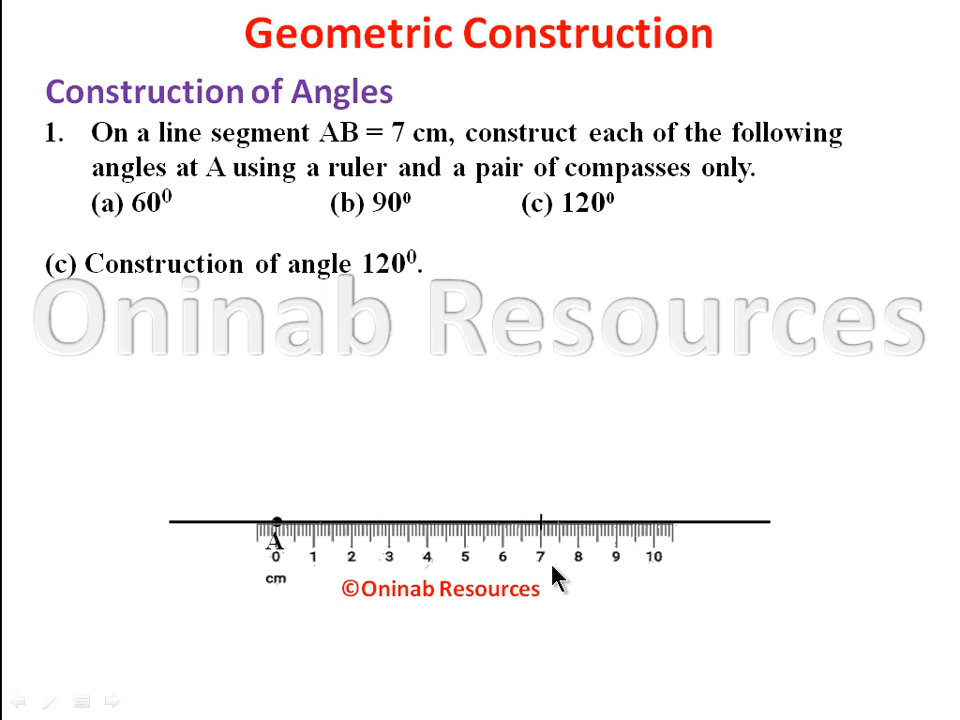 Geometric Construction
Construction of Angles
1. On a line segment AB = 7 cm, construct each of the following
angles at A using a ruler and a pair of compasses only.
(a) 60⁰ (b) 90⁰ (c) 120⁰
(c) Construction of angle 120⁰.
Oninab Resources
A
0 1 2 3 4 5 6 7 8 9 10
cm
©Oninab Resources